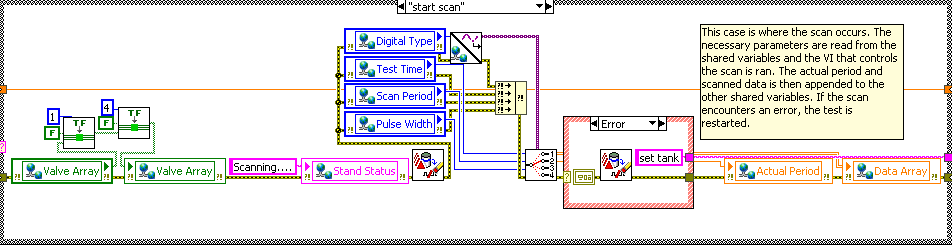 "start scan"
Digital Type
Test Time
Scan Period
Pulse Width
This case is where the scan occurs. The
necessary parameters are read from the
shared variables and the VI that controls
the scan is ran. The actual period and
scanned data is then appended to the
other shared variables. If the scan
encounters an error, the test is
restarted.
1
F
TF
4
F
TF
Error
Valve Array
Valve Array
Scanning....
Stand Status
set tank
Actual Period
Data Array